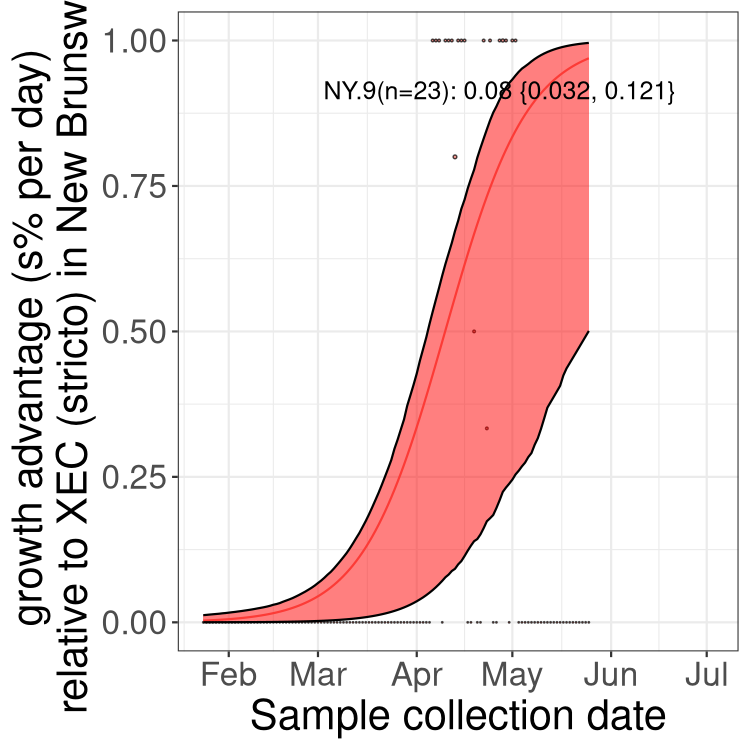 growth advantage (s% per day)
relative to XEC (stricto) in New Brunsw
1.00
0.75
0.50
0.25
0.00
NY.9(n=23): 0.08 {0.032, 0.121}
Feb Mar Apr May Jun Jul
Sample collection date